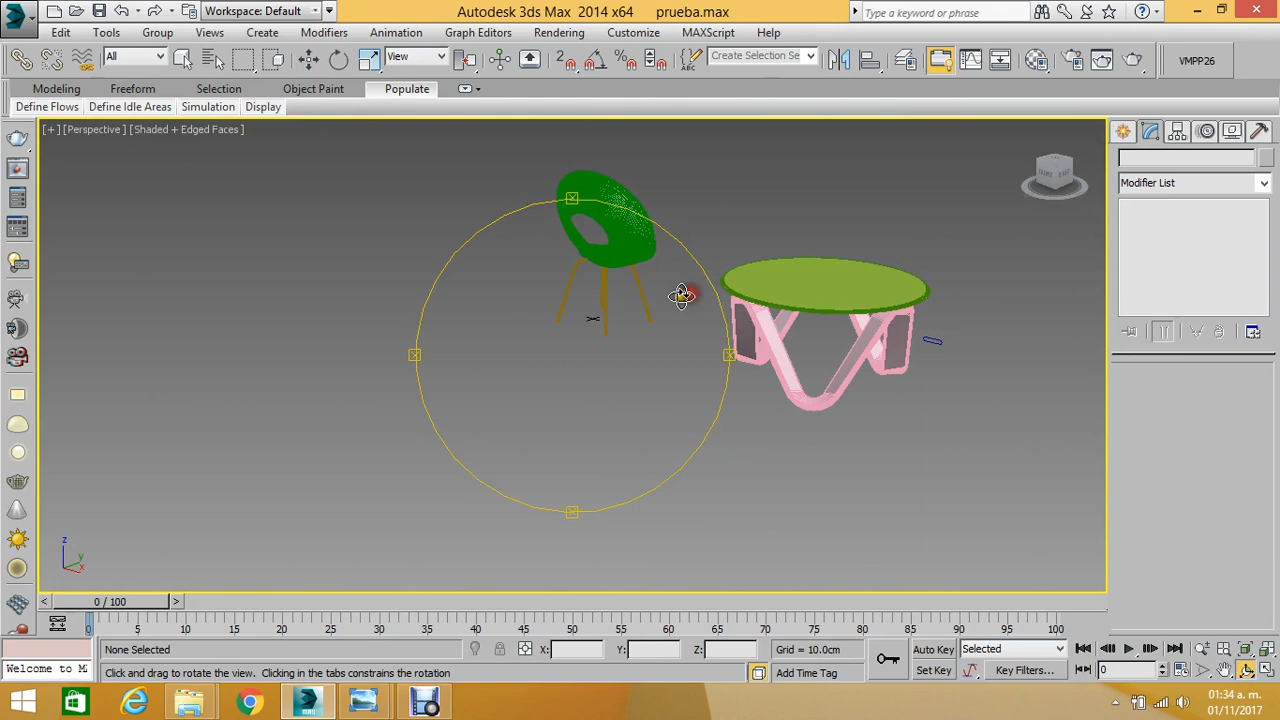 Workspace: Default
Autodesk 3ds Max 2014 x64 prueba.max
Type a keyword or phrase
Edit Tools Group Views Create Modifiers Animation Graph Editors Rendering Customize MAXScript Help
All
View
Create Selection Se
VMPP26
Modeling Freeform Selection Object Paint Populate
Define Flows Define Idle Areas Simulation Display
[+] [Perspective] [Shaded + Edged Faces]
Modifier List
z
y
x
< 0 / 100 >
0 5 10 15 20 25 30 35 40 45 50 55 60 65 70 75 80 85 90 95 100
None Selected X: Y: Z: Grid = 10.0cm Auto Key Selected
Welcome to M
Click and drag to rotate the view. Clicking in the tabs constrains the rotation Add Time Tag Set Key Key Filters... 0
01:34 a. m.
01/11/2017